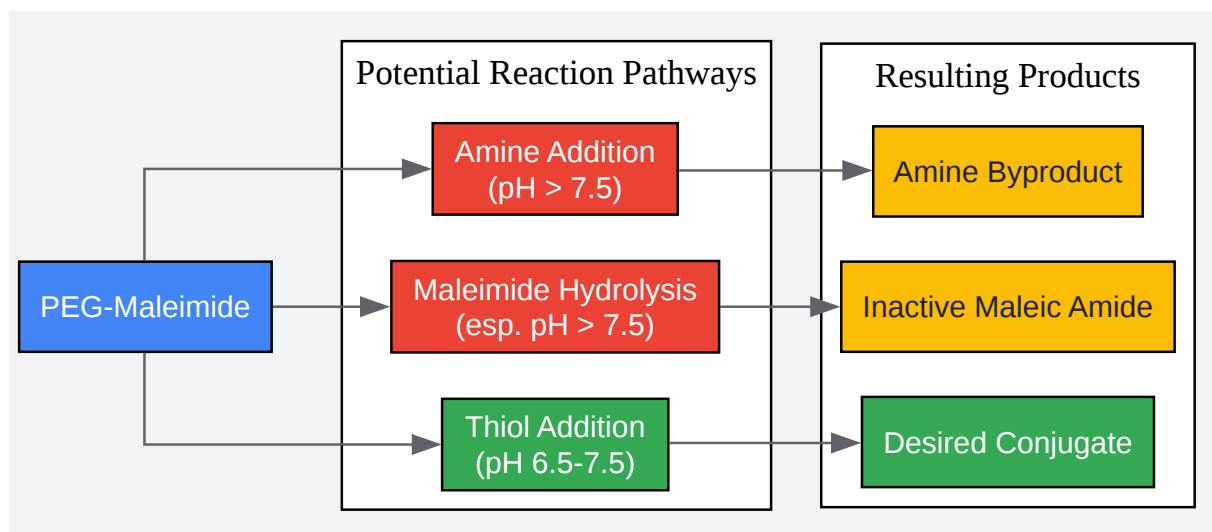 Potential Reaction Pathways
Resulting Products
Amine Addition
(pH > 7.5)
Amine Byproduct
PEG-Maleimide
Maleimide Hydrolysis
(esp. pH > 7.5)
Inactive Maleic Amide
Thiol Addition
(pH 6.5-7.5)
Desired Conjugate